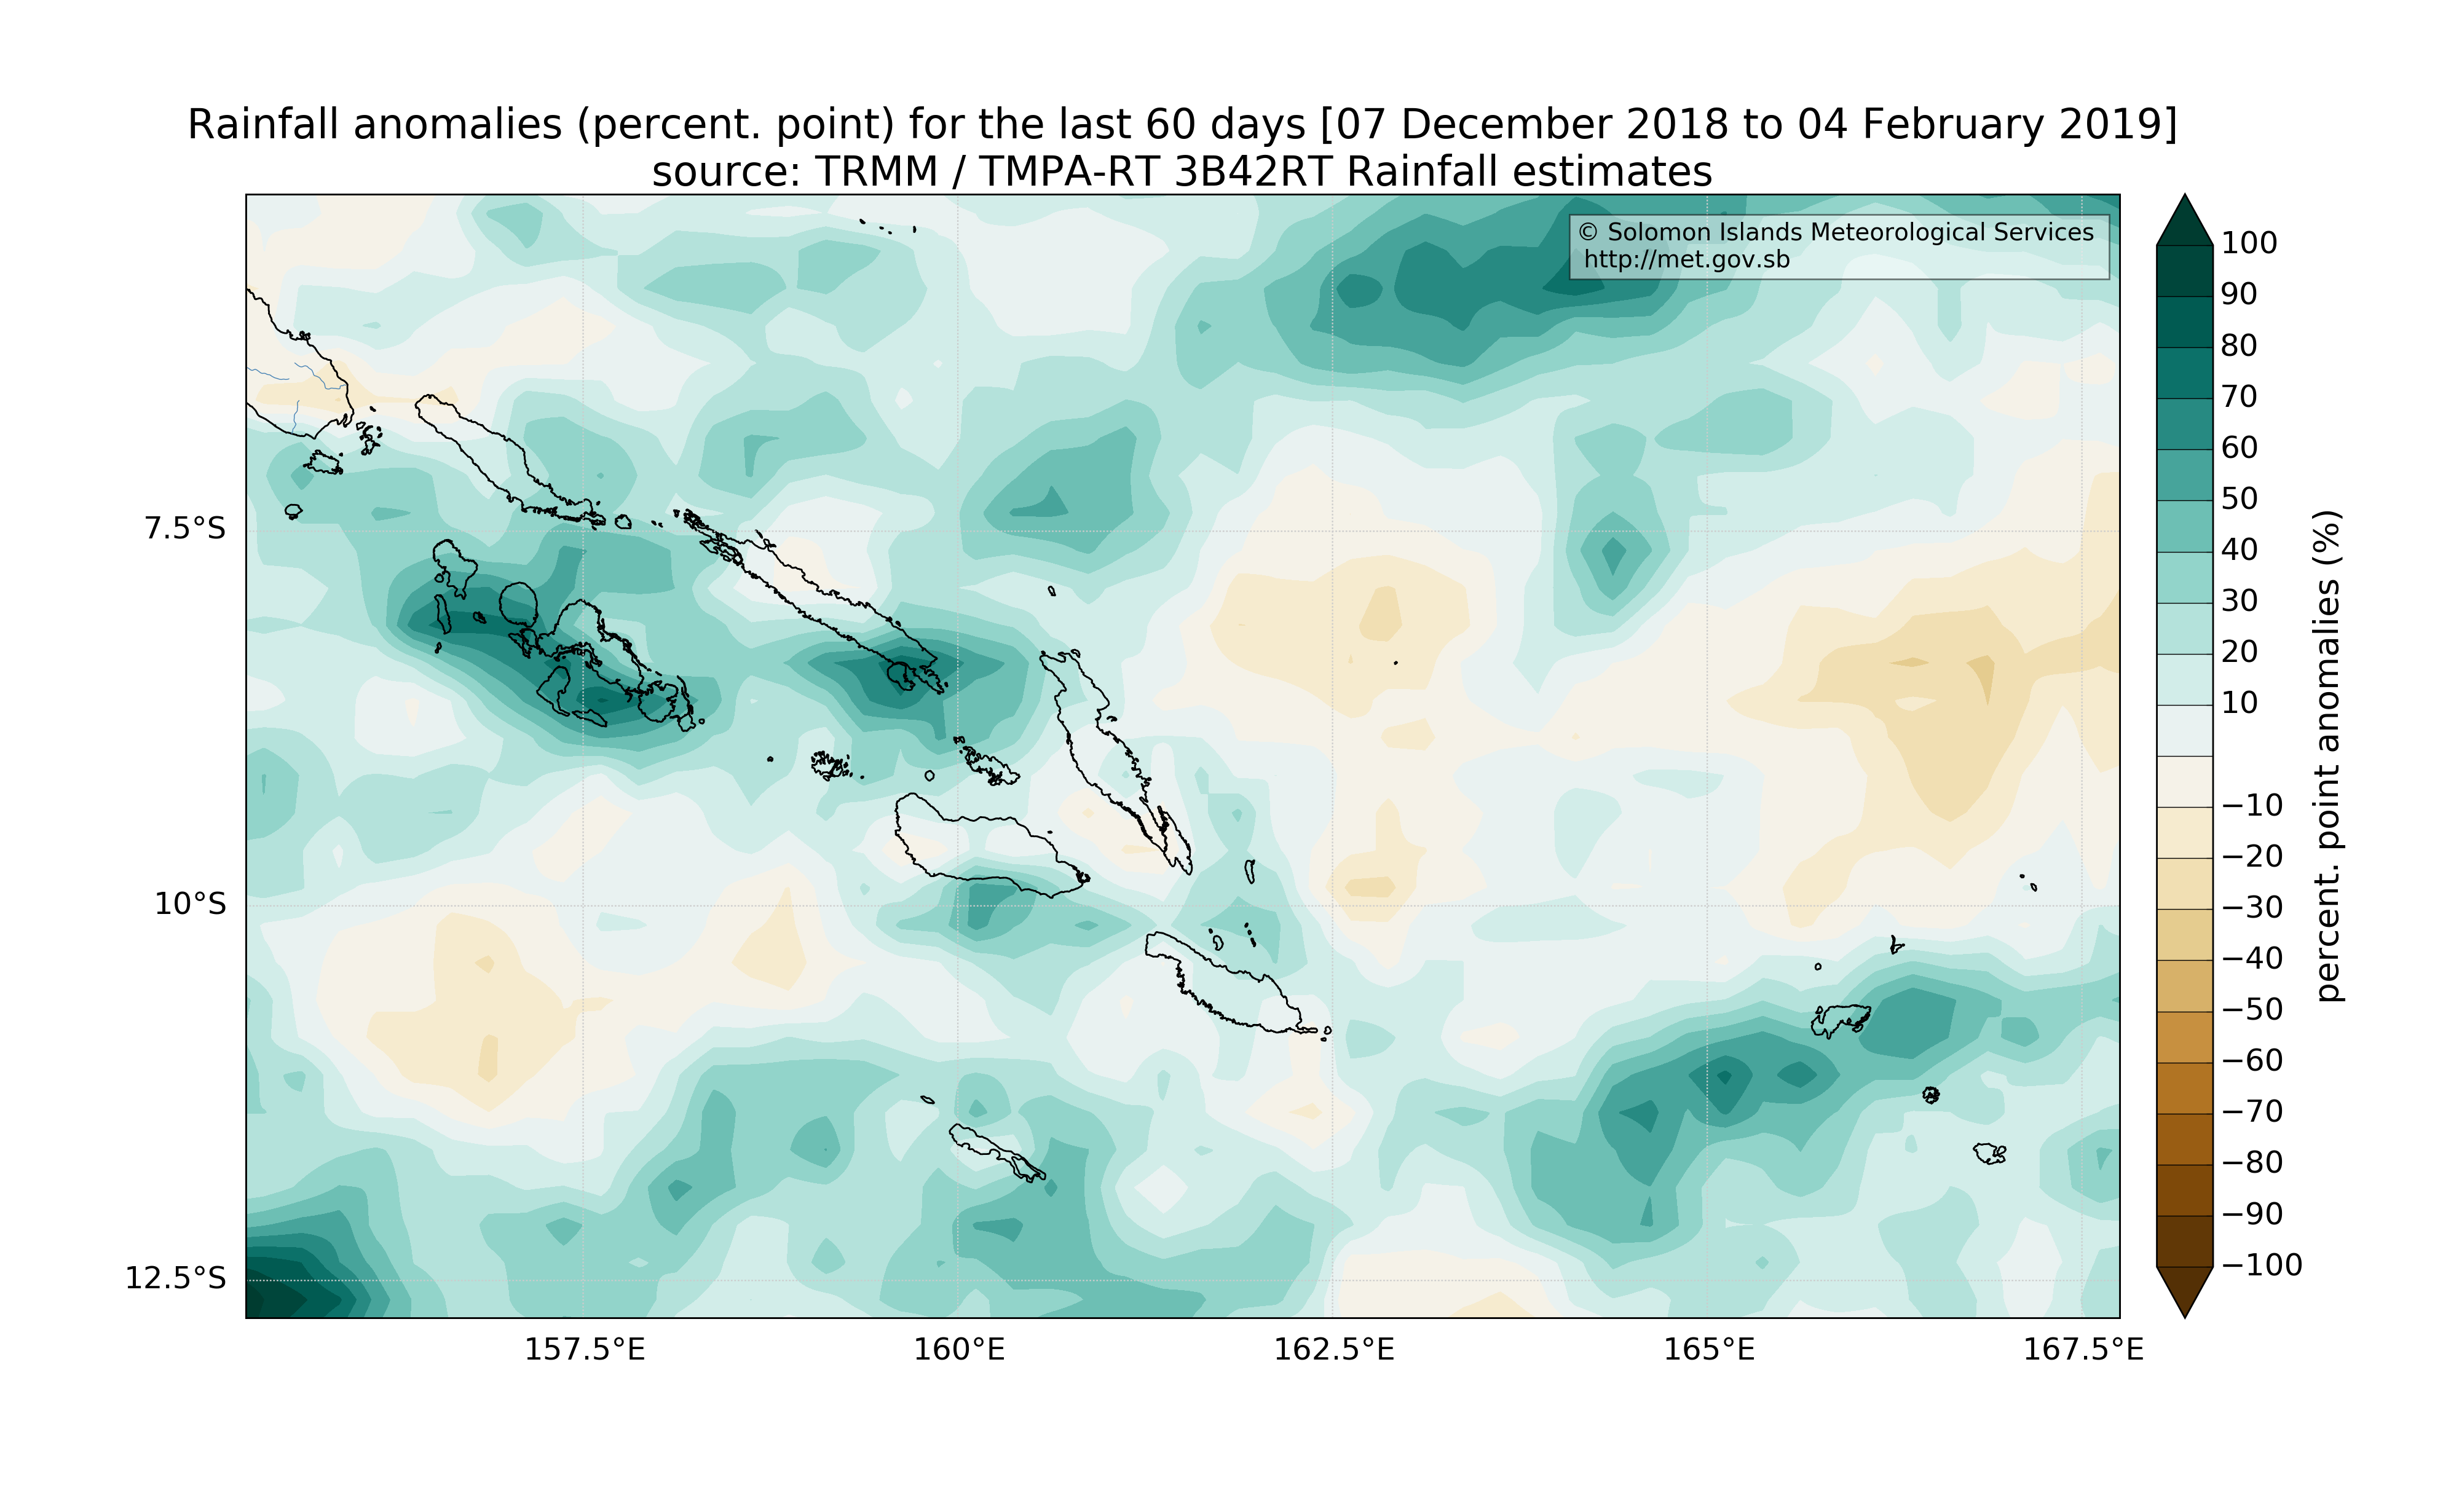 Rainfall anomalies (percent. point) for the last 60 days [07 December 2018 to 04 February 2019]
source: TRMM / TMPA-RT 3B42RT Rainfall estimates
© Solomon Islands Meteorological Services
http://met.gov.sb
7.5°S
10°S
12.5°S
157.5°E
160°E
162.5°E
165°E
167.5°E
100
90
80
70
60
50
40
30
20
10
−10
−20
−30
−40
−50
−60
−70
−80
−90
−100
percent. point anomalies (%)